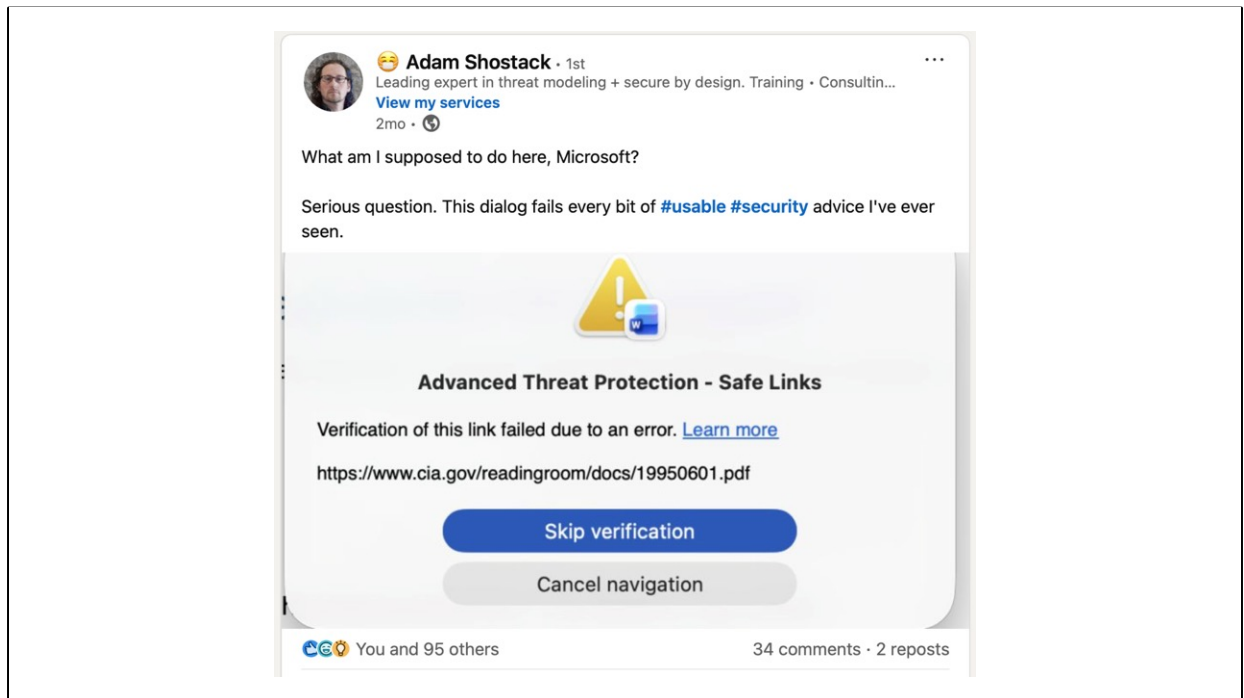 😷 Adam Shostack · 1st
Leading expert in threat modeling + secure by design. Training • Consultin...
View my services
2mo •
What am I supposed to do here, Microsoft?
Serious question. This dialog fails every bit of #usable #security advice I've ever
seen.
W
Advanced Threat Protection - Safe Links
Verification of this link failed due to an error. Learn more
https://www.cia.gov/readingroom/docs/19950601.pdf
Skip verification
Cancel navigation
You and 95 others 34 comments · 2 reposts